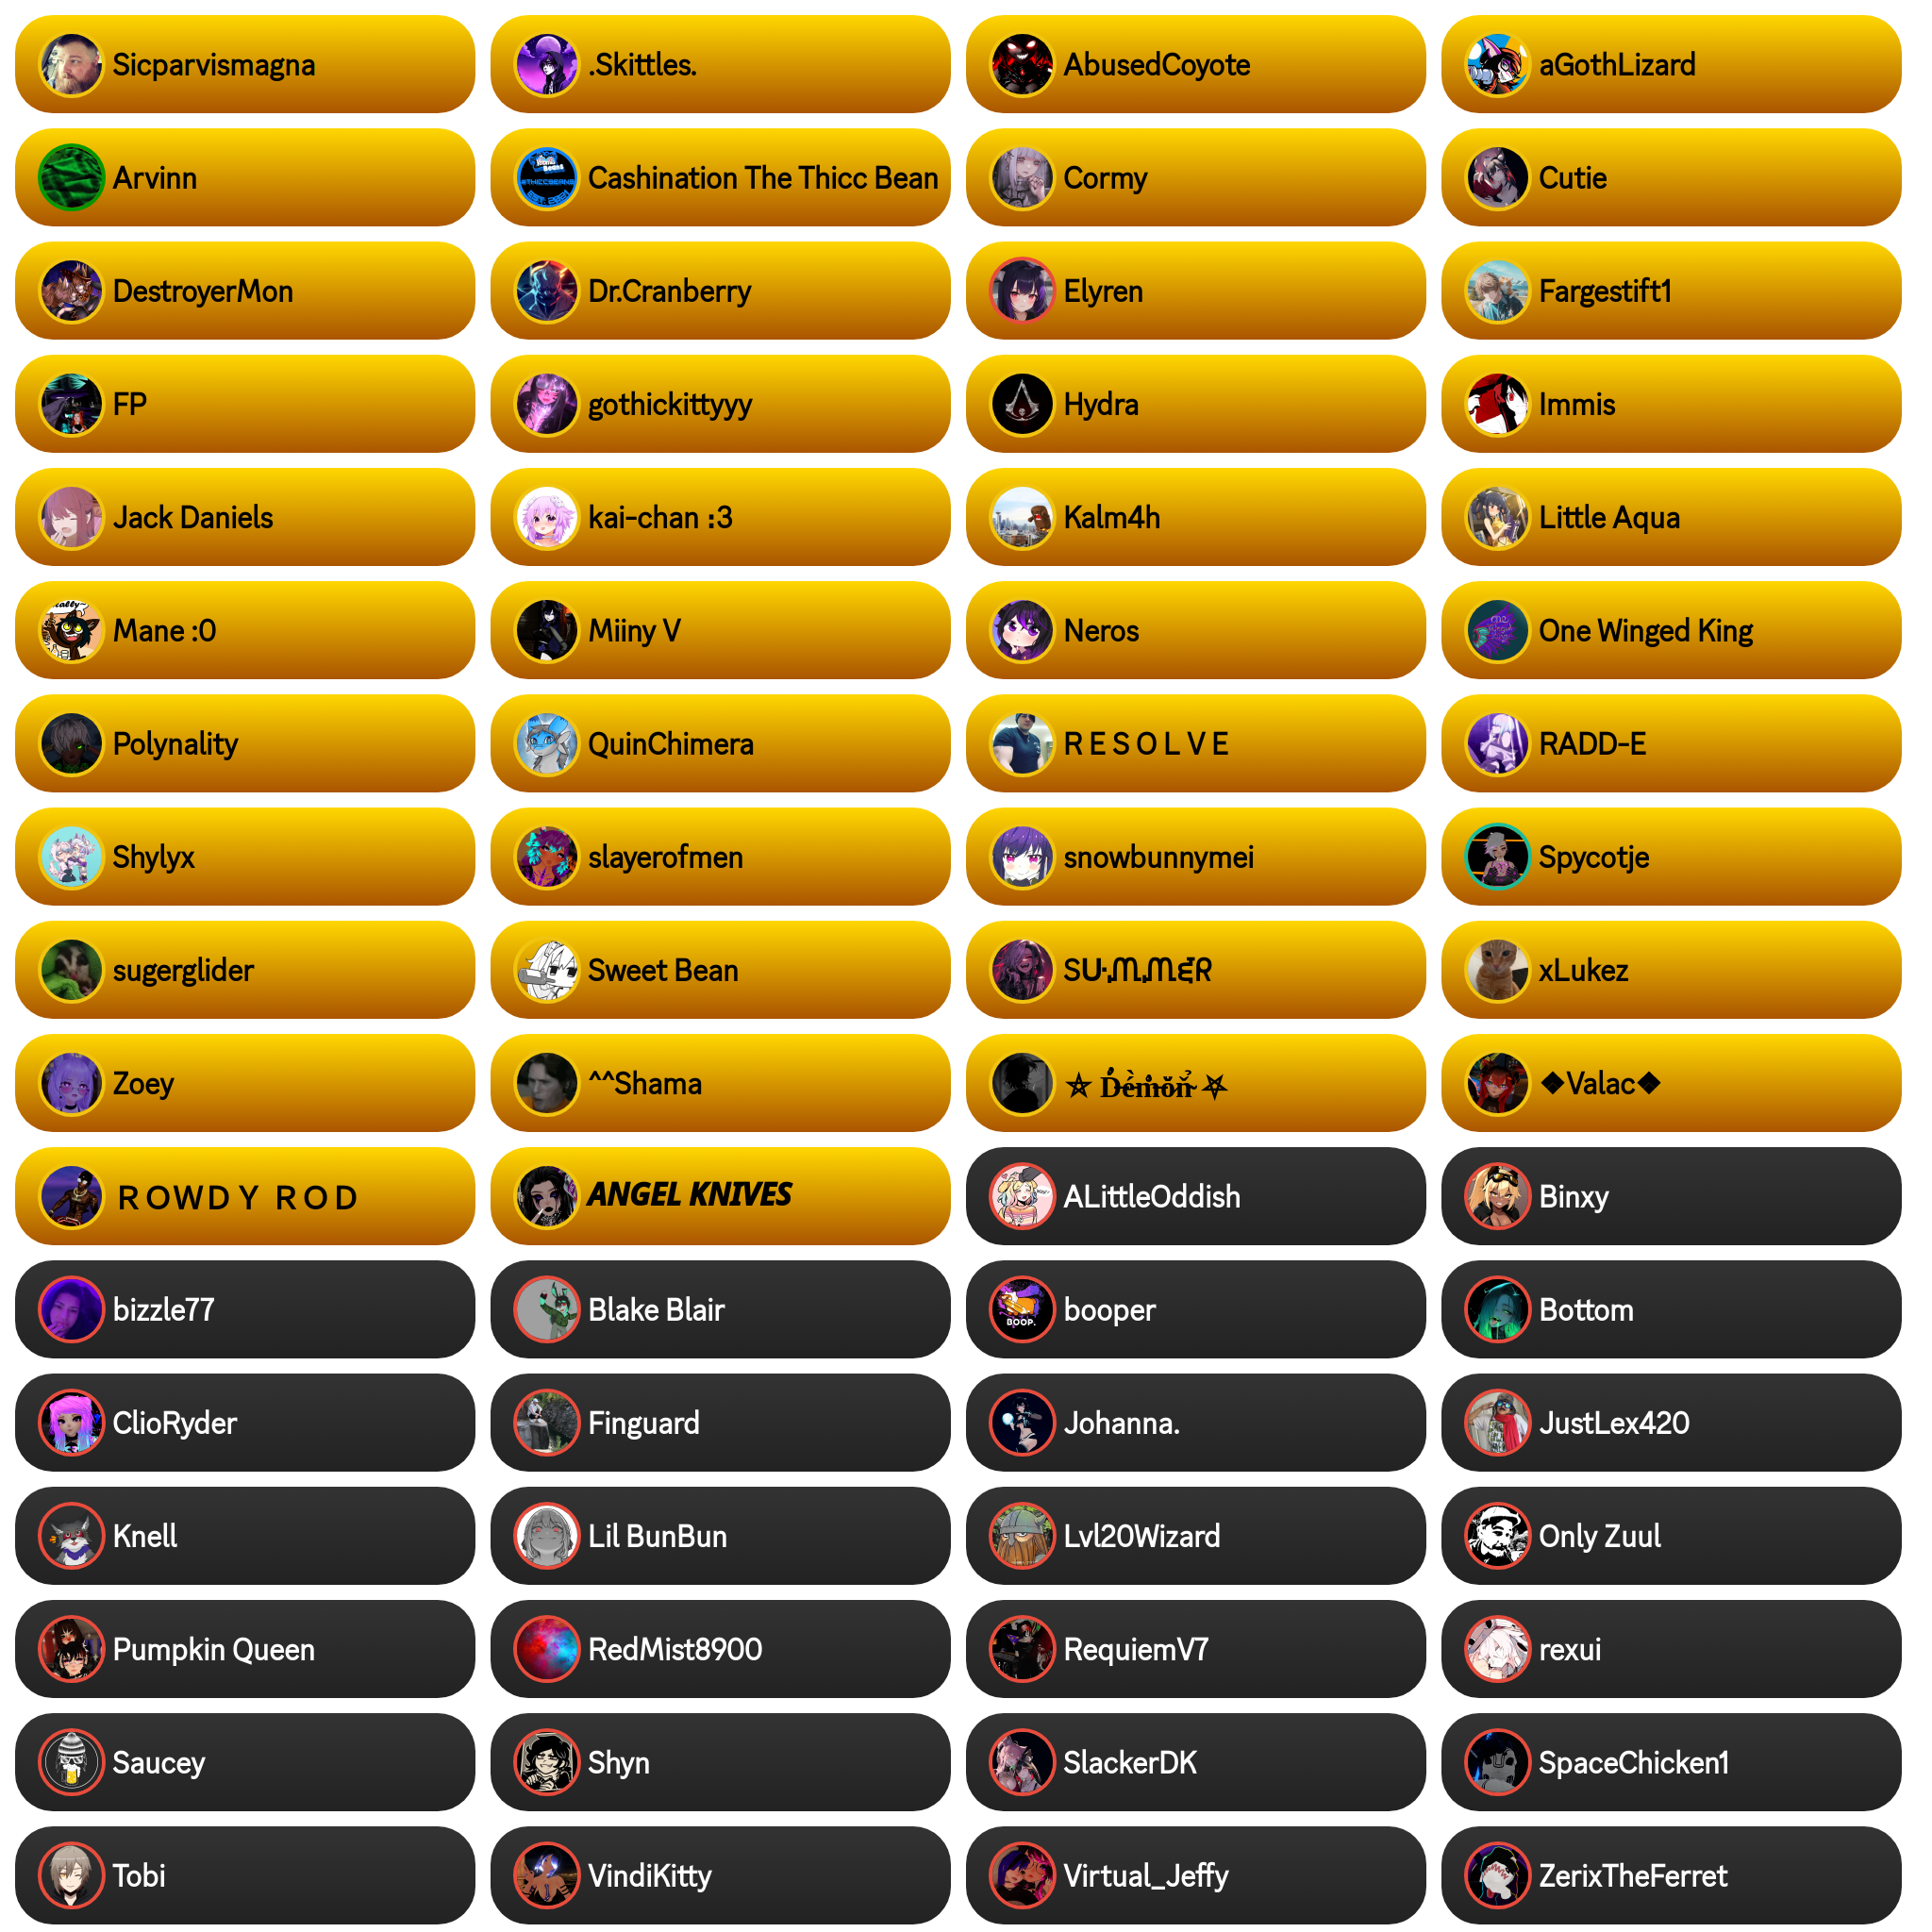 Sicparvismagna
.Skittles.
AbusedCoyote
aGothLizard
Arvinn
Cashination The Thicc Bean
Cormy
Cutie
DestroyerMon
Dr.Cranberry
Elyren
Fargestift1
FP
gothickittyyy
Hydra
Immis
Jack Daniels
kai-chan :3
Kalm4h
Little Aqua
Mane :0
Miiny V
Neros
One Winged King
Polynality
QuinChimera
R E S O L V E
RADD-E
Shylyx
slayerofmen
snowbunnymei
Spycotje
sugerglider
Sweet Bean
xLukez
Zoey
^^Shama
❖Valac❖
ＲＯＷＤＹ ＲＯＤ
ANGEL KNIVES
ALittleOddish
Binxy
bizzle77
Blake Blair
booper
BOOP.
Bottom
ClioRyder
Finguard
Johanna.
JustLex420
Knell
Lil BunBun
Lvl20Wizard
Only Zuul
Pumpkin Queen
RedMist8900
RequiemV7
rexui
Saucey
Shyn
SlackerDK
SpaceChicken1
Tobi
VindiKitty
Virtual_Jeffy
ZerixTheFerret